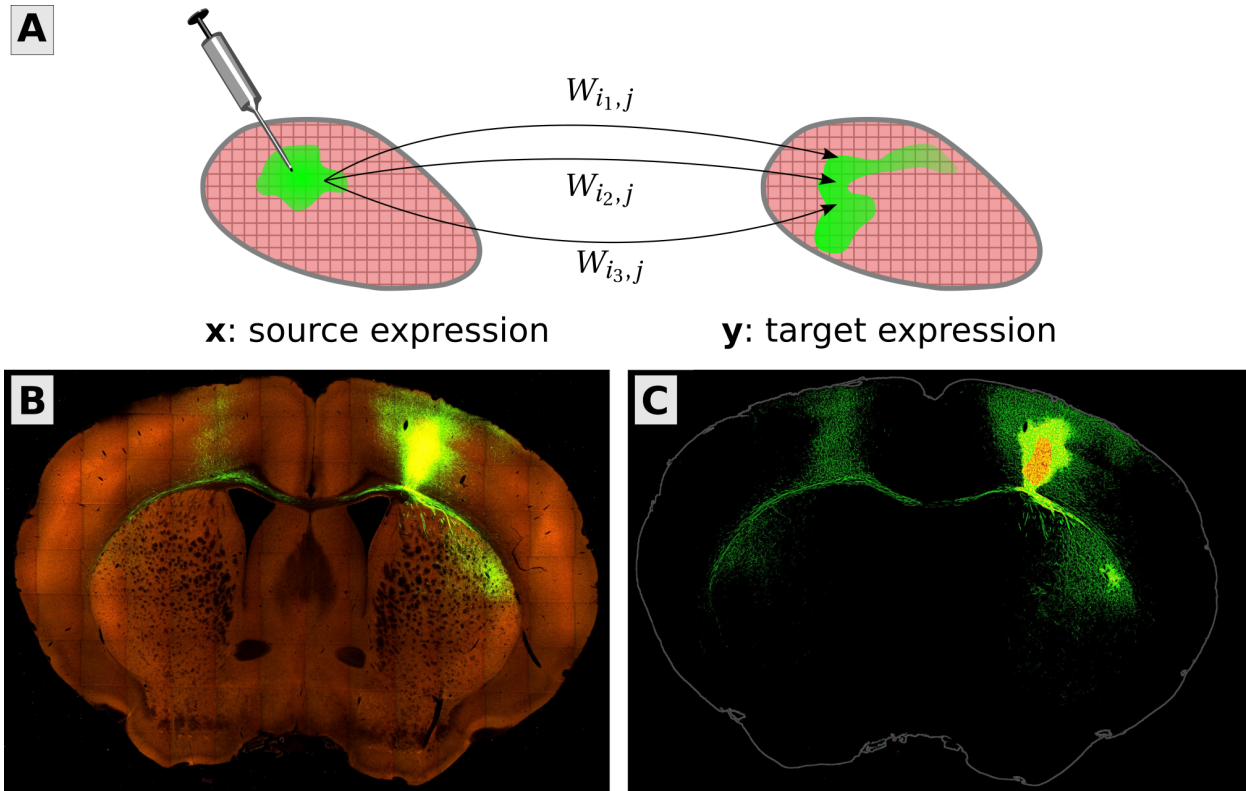 A
W_{i_1,j}
W_{i_2,j}
W_{i_3,j}
x: source expression
y: target expression
B
C